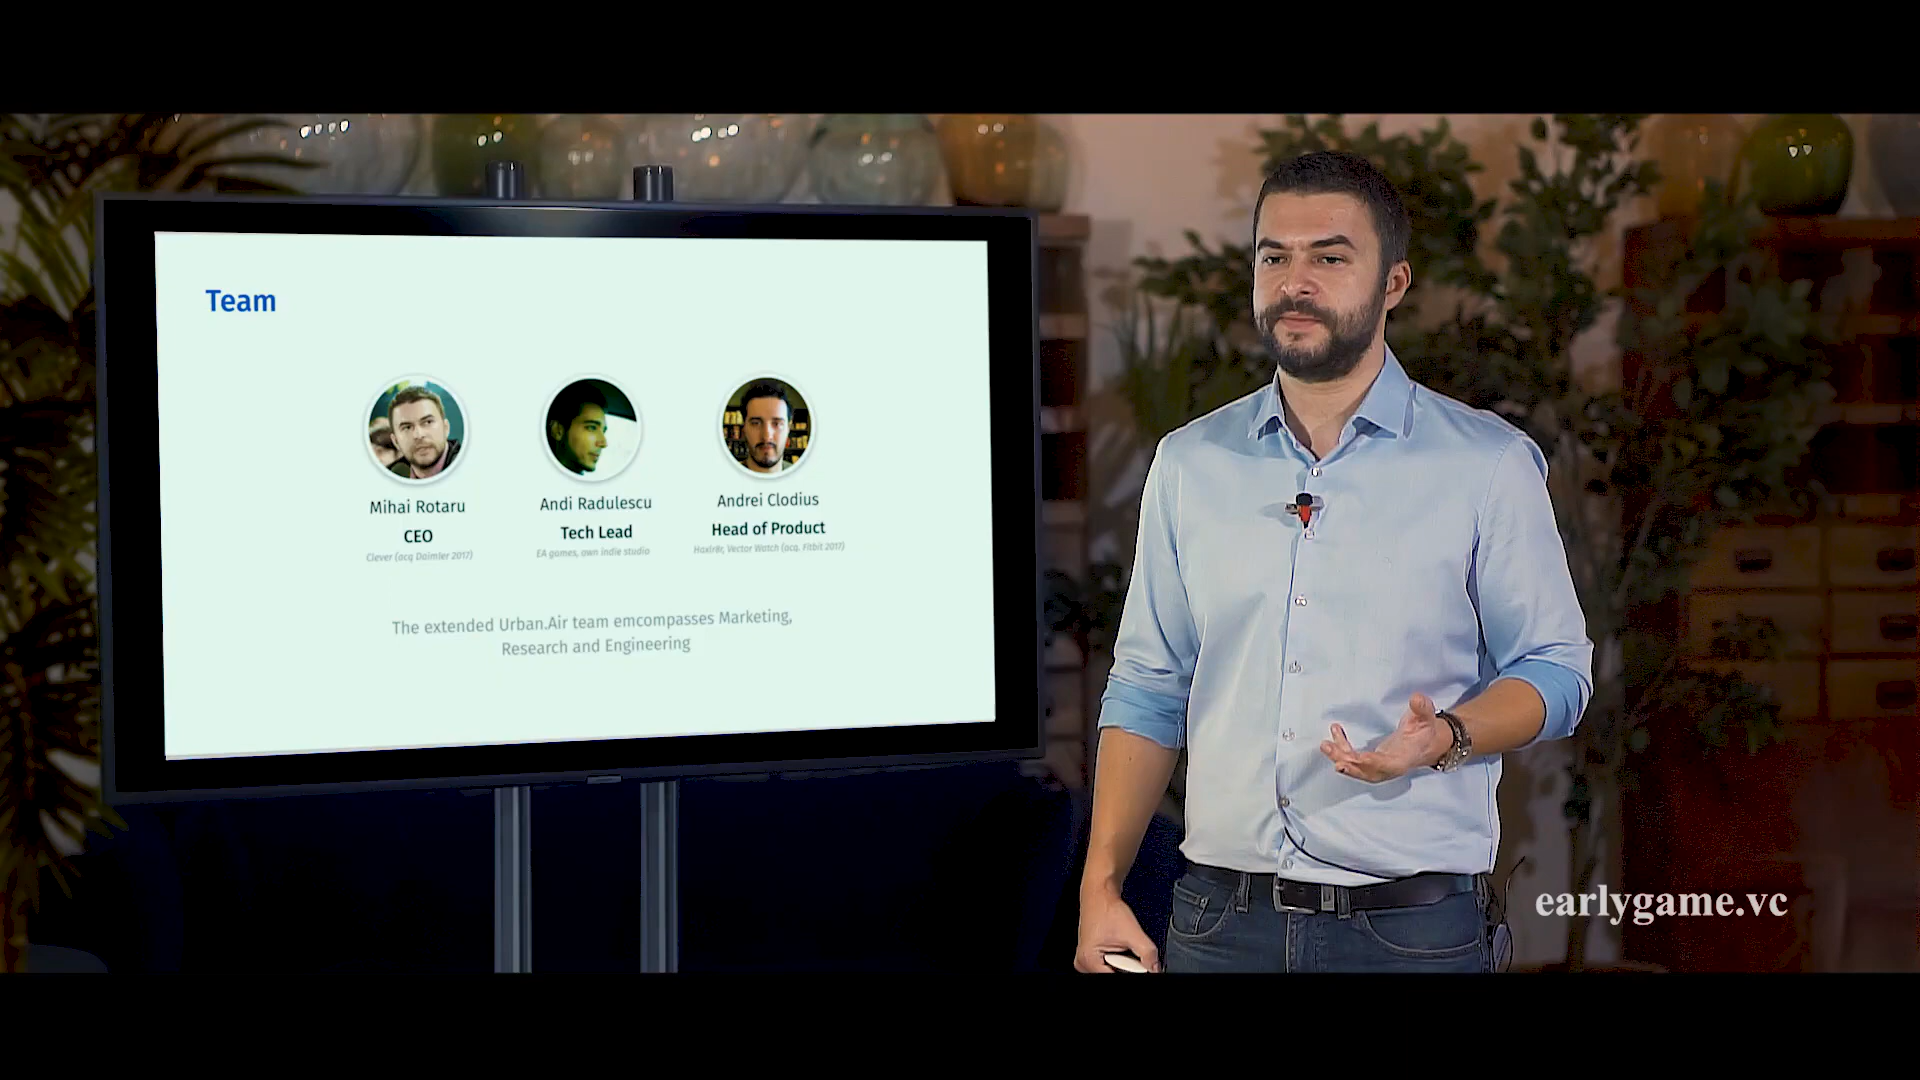 Team
Mihai Rotaru
CEO
Clever (acq Daimler 2017)
Andi Radulescu
Tech Lead
EA games, own indie studio
Andrei Clodius
Head of Product
Haxlr8r, Vector Watch (acq. Fitbit 2017)
The extended Urban.Air team emcompasses Marketing,
Research and Engineering
earlygame.vc